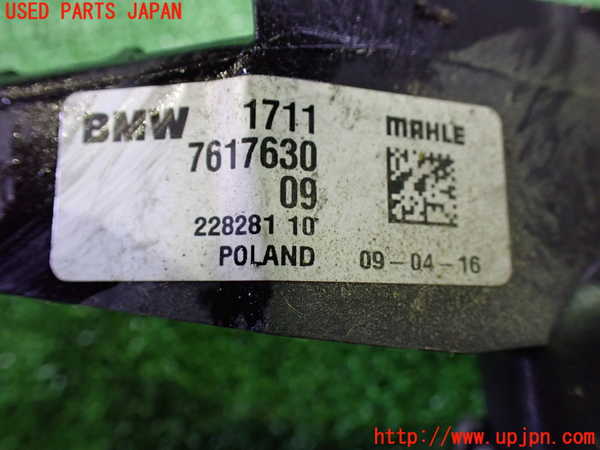 USED PARTS JAPAN
BMW 1711 MAHLE
7617630
09
228281 10
POLAND 09-04-16
http://www.upjpn.com/